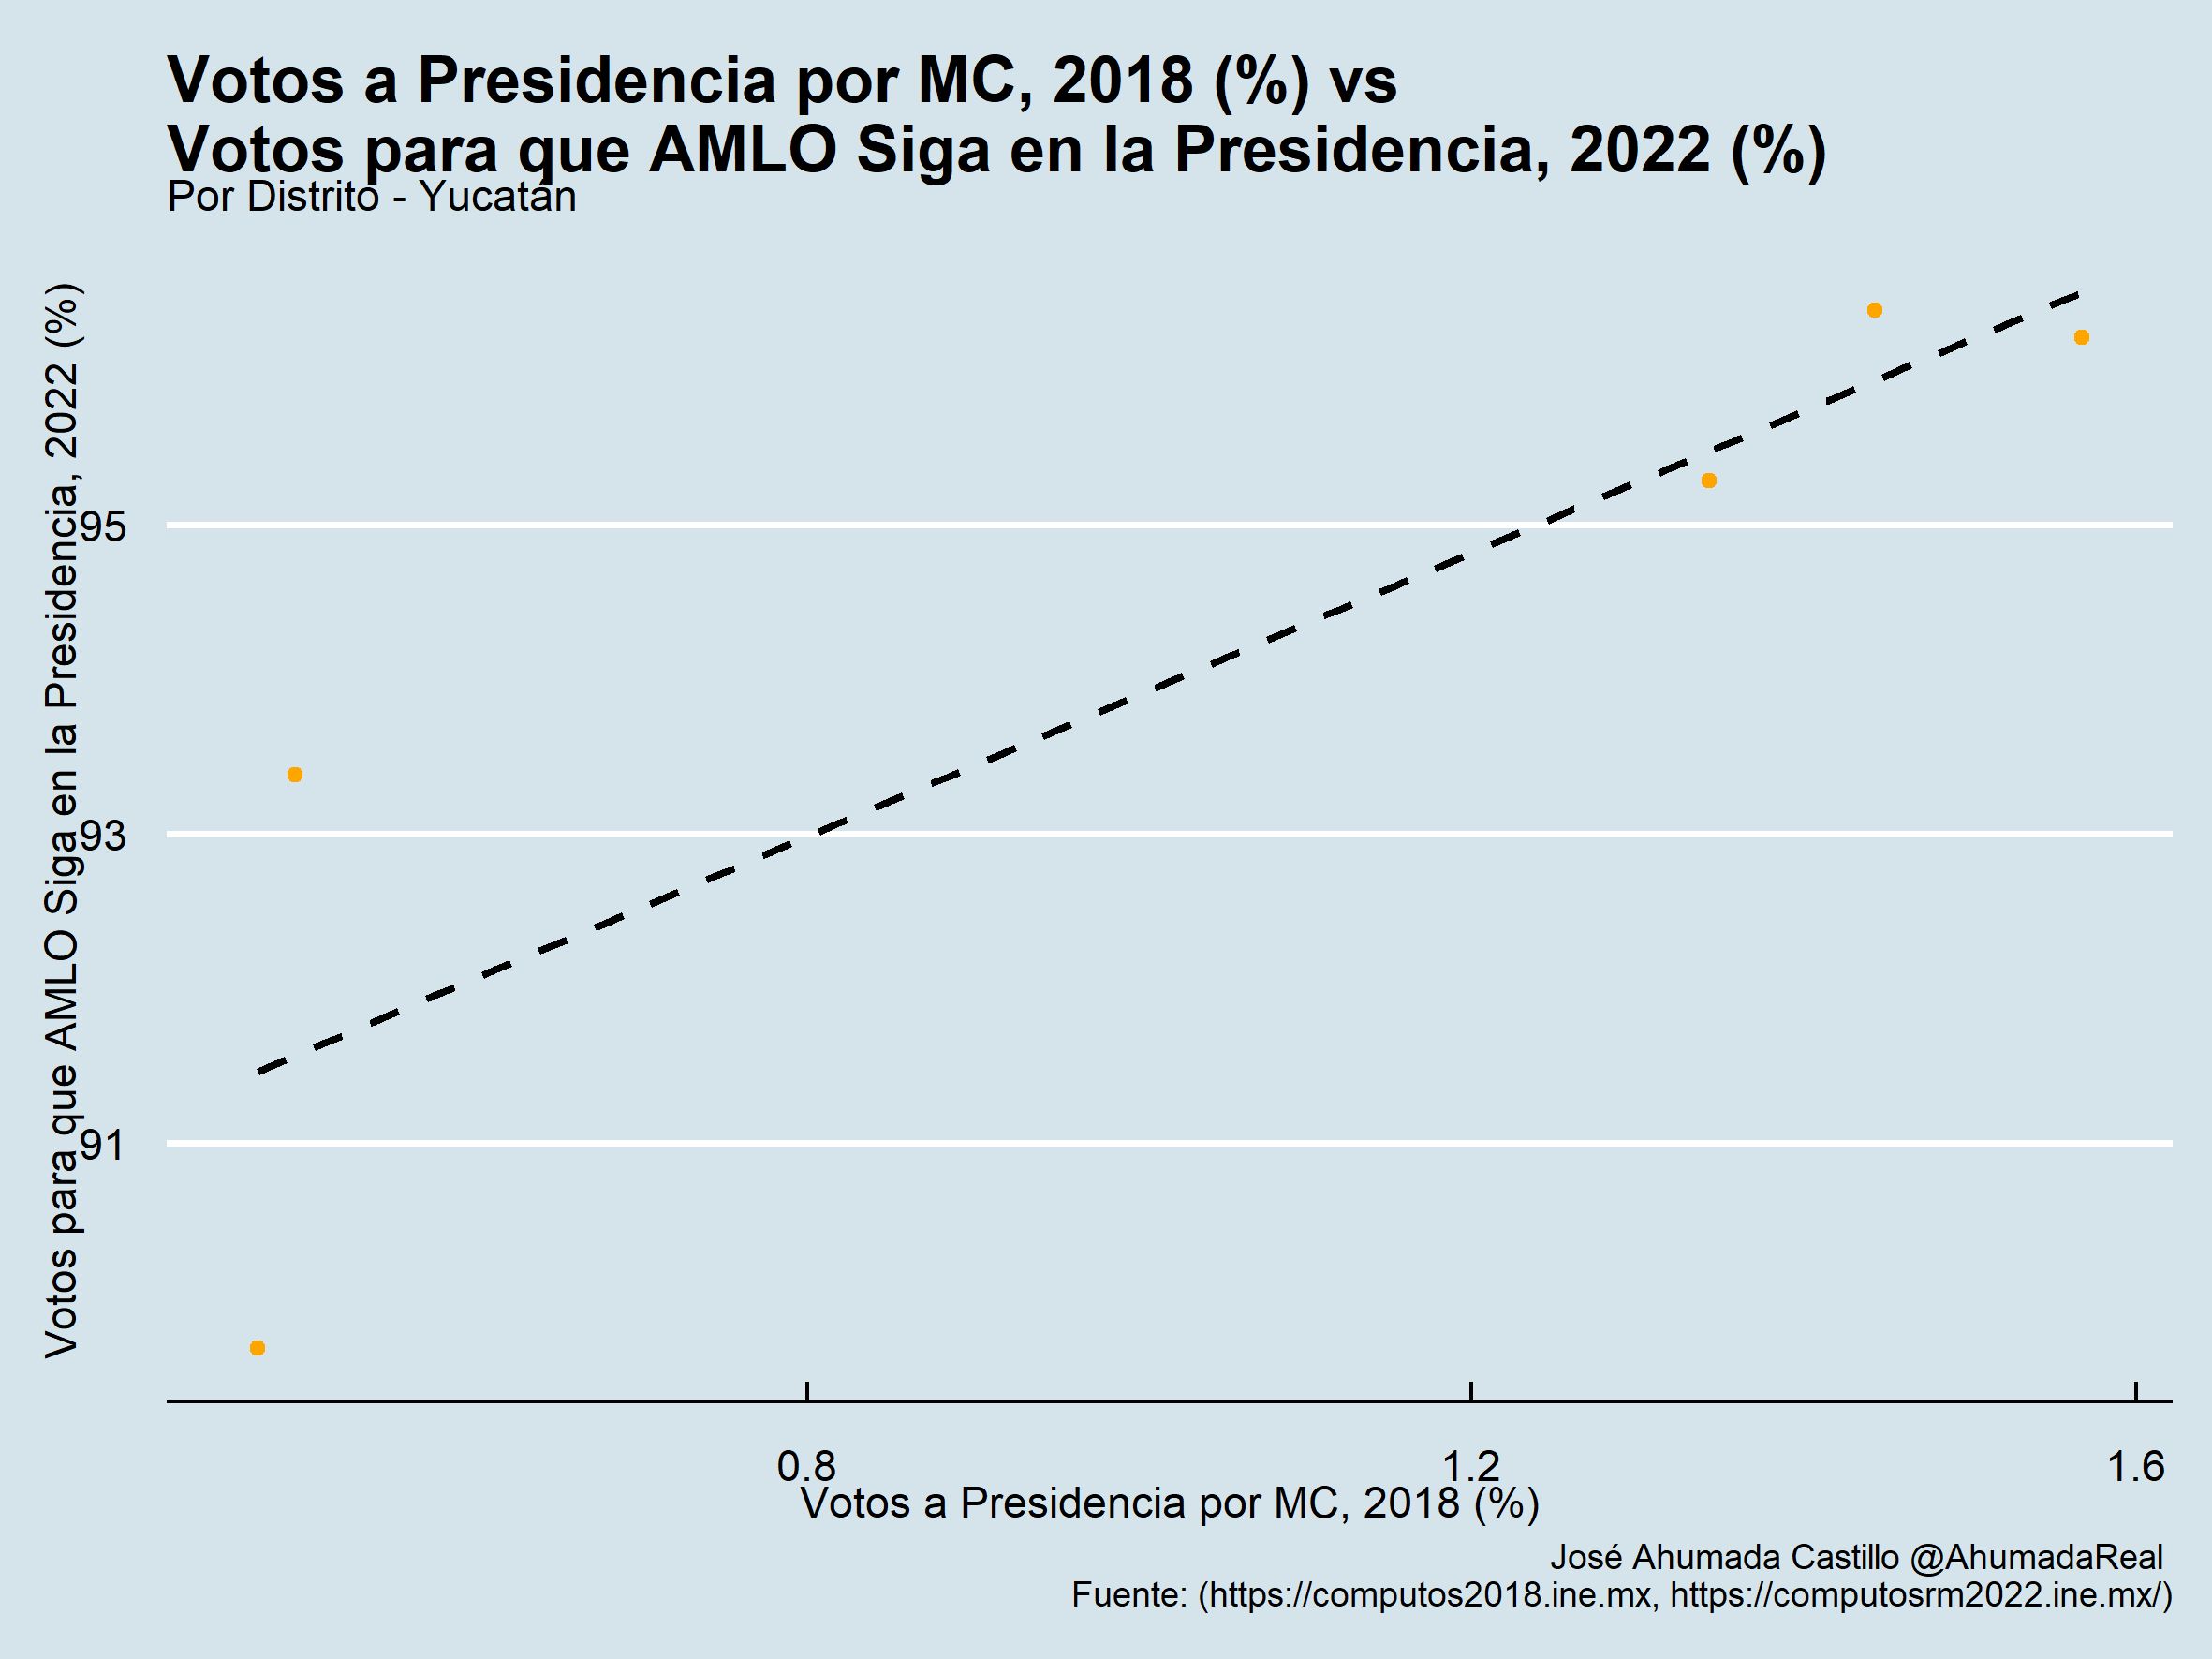 Votos a Presidencia por MC, 2018 (%) vs
Votos para que AMLO Siga en la Presidencia, 2022 (%)
Por Distrito - Yucatán
Votos para que AMLO Siga en la Presidencia, 2022 (%)
95
93
91
0.8
1.2
1.6
Votos a Presidencia por MC, 2018 (%)
José Ahumada Castillo @AhumadaReal
Fuente: (https://computos2018.ine.mx, https://computosrm2022.ine.mx/)